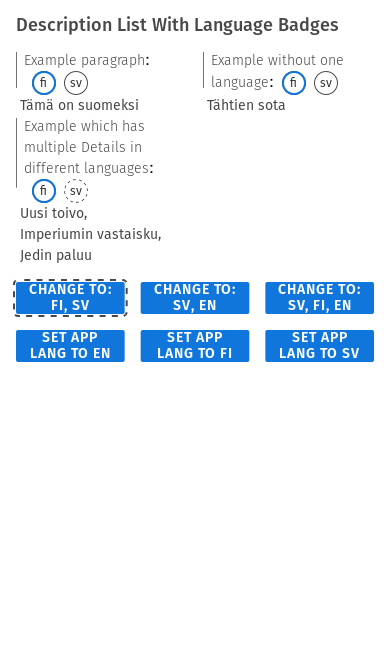 Description List With Language Badges
Example paragraph:
fi sv
Tämä on suomeksi
Example without one
language: fi sv
Tähtien sota
Example which has
multiple Details in
different languages:
fi sv
Uusi toivo,
Imperiumin vastaisku,
Jedin paluu
CHANGE TO:
FI, SV
CHANGE TO:
SV, EN
CHANGE TO:
SV, FI, EN
SET APP
LANG TO EN
SET APP
LANG TO FI
SET APP
LANG TO SV